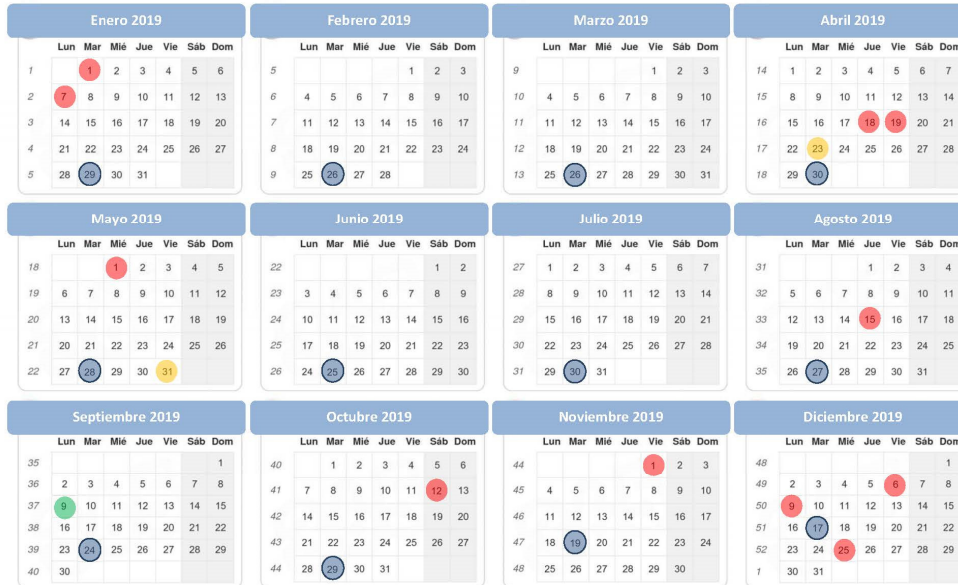 Enero 2019
Lun Mar Mié Jue Vie Sáb Dom
1 1 2 3 4 5 6
2 7 8 9 10 11 12 13
3 14 15 16 17 18 19 20
4 21 22 23 24 25 26 27
5 28 29 30 31
Febrero 2019
Lun Mar Mié Jue Vie Sáb Dom
5 1 2 3
6 4 5 6 7 8 9 10
7 11 12 13 14 15 16 17
8 18 19 20 21 22 23 24
9 25 26 27 28
Marzo 2019
Lun Mar Mié Jue Vie Sáb Dom
9 1 2 3
10 4 5 6 7 8 9 10
11 11 12 13 14 15 16 17
12 18 19 20 21 22 23 24
13 25 26 27 28 29 30 31
Abril 2019
Lun Mar Mié Jue Vie Sáb Dom
14 1 2 3 4 5 6 7
15 8 9 10 11 12 13 14
16 15 16 17 18 19 20 21
17 22 23 24 25 26 27 28
18 29 30
Mayo 2019
Lun Mar Mié Jue Vie Sáb Dom
18 1 2 3 4 5
19 6 7 8 9 10 11 12
20 13 14 15 16 17 18 19
21 20 21 22 23 24 25 26
22 27 28 29 30 31
Junio 2019
Lun Mar Mié Jue Vie Sáb Dom
22 1 2
23 3 4 5 6 7 8 9
24 10 11 12 13 14 15 16
25 17 18 19 20 21 22 23
26 24 25 26 27 28 29 30
Julio 2019
Lun Mar Mié Jue Vie Sáb Dom
27 1 2 3 4 5 6 7
28 8 9 10 11 12 13 14
29 15 16 17 18 19 20 21
30 22 23 24 25 26 27 28
31 29 30 31
Agosto 2019
Lun Mar Mié Jue Vie Sáb Dom
31 1 2 3 4
32 5 6 7 8 9 10 11
33 12 13 14 15 16 17 18
34 19 20 21 22 23 24 25
35 26 27 28 29 30 31
Septiembre 2019
Lun Mar Mié Jue Vie Sáb Dom
35 1
36 2 3 4 5 6 7 8
37 9 10 11 12 13 14 15
38 16 17 18 19 20 21 22
39 23 24 25 26 27 28 29
40 30
Octubre 2019
Lun Mar Mié Jue Vie Sáb Dom
40 1 2 3 4 5 6
41 7 8 9 10 11 12 13
42 14 15 16 17 18 19 20
43 21 22 23 24 25 26 27
44 28 29 30 31
Noviembre 2019
Lun Mar Mié Jue Vie Sáb Dom
44 1 2 3
45 4 5 6 7 8 9 10
46 11 12 13 14 15 16 17
47 18 19 20 21 22 23 24
48 25 26 27 28 29 30
Diciembre 2019
Lun Mar Mié Jue Vie Sáb Dom
48 1
49 2 3 4 5 6 7 8
50 9 10 11 12 13 14 15
51 16 17 18 19 20 21 22
52 23 24 25 26 27 28 29
1 30 31